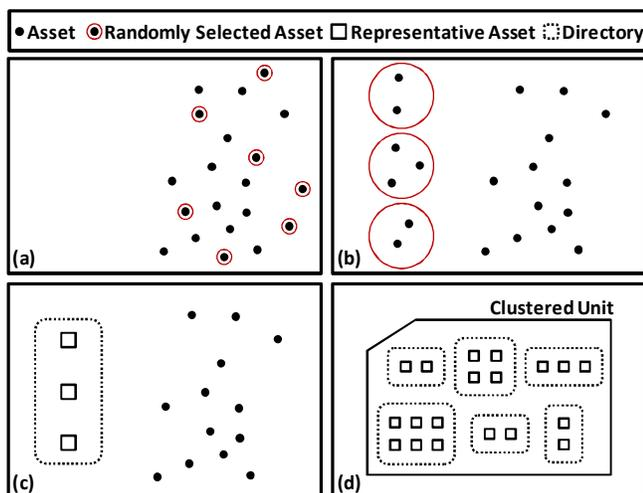 Asset Randomly Selected Asset Representative Asset Directory
(a)
(b)
(c)
Clustered Unit
(d)